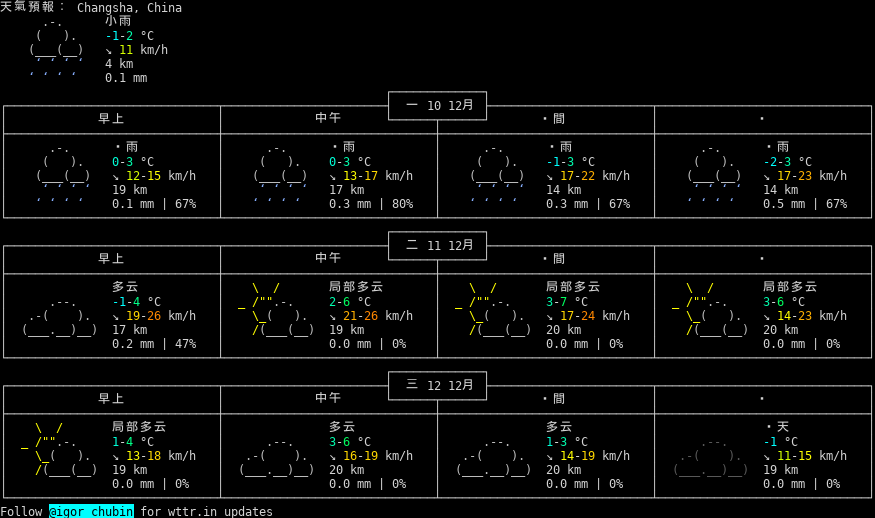 天氣預報： Changsha, China
小雨
-1-2 °C
↘ 11 km/h
4 km
0.1 mm
一 10 12月
早上 中午 ·間 ·
·雨 ·雨 ·雨 ·雨
0-3 °C 0-3 °C -1-3 °C -2-3 °C
↘ 12-15 km/h ↘ 13-17 km/h ↘ 17-22 km/h ↘ 17-23 km/h
19 km 17 km 14 km 14 km
0.1 mm | 67% 0.3 mm | 80% 0.3 mm | 67% 0.5 mm | 67%
二 11 12月
早上 中午 ·間 ·
多云 局部多云 局部多云 局部多云
-1-4 °C 2-6 °C 3-7 °C 3-6 °C
↘ 19-26 km/h ↘ 21-26 km/h ↘ 17-24 km/h ↘ 14-23 km/h
17 km 19 km 20 km 20 km
0.2 mm | 47% 0.0 mm | 0% 0.0 mm | 0% 0.0 mm | 0%
三 12 12月
早上 中午 ·間 ·
局部多云 多云 多云 ·天
1-4 °C 3-6 °C 1-3 °C -1 °C
↘ 13-18 km/h ↘ 16-19 km/h ↘ 14-19 km/h ↘ 11-15 km/h
19 km 20 km 20 km 19 km
0.0 mm | 0% 0.0 mm | 0% 0.0 mm | 0% 0.0 mm | 0%
Follow @igor_chubin for wttr.in updates